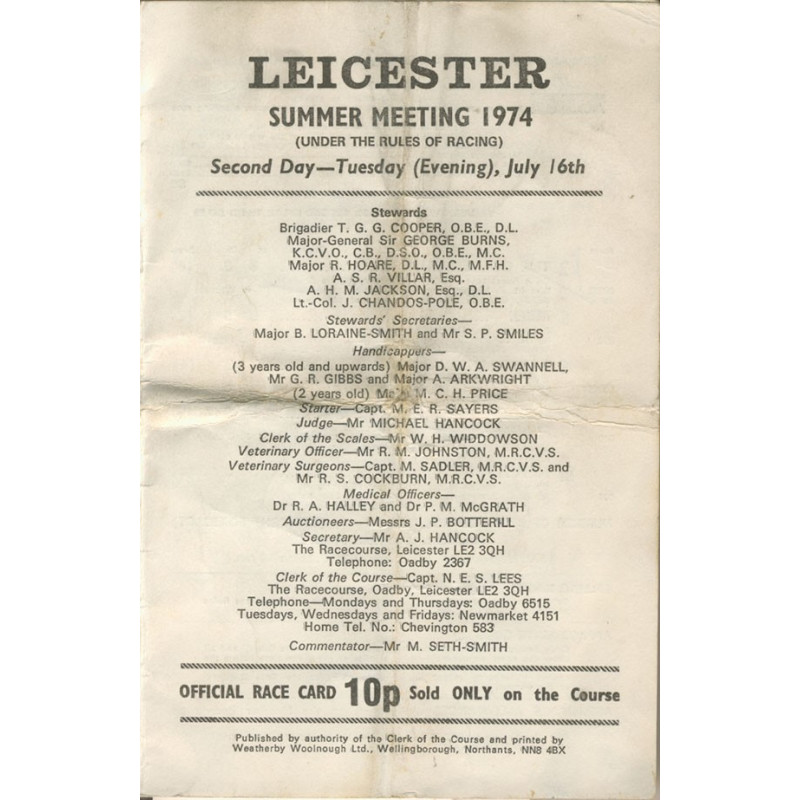 LEICESTER
SUMMER MEETING 1974
(UNDER THE RULES OF RACING)
Second Day—Tuesday (Evening), July 16th
Stewards
Brigadier T. G. G. COOPER, O.B.E., D.L.
Major-General Sir GEORGE BURNS,
K.C.V.O., C.B., D.S.O., O.B.E., M.C.
Major R. HOARE, D.L., M.C., M.F.H.
A. S. R. VILLAR, Esq.
A. H. M. JACKSON, Esq., D.L.
Lt.-Col. J. CHANDOS-POLE, O.B.E.
Stewards' Secretaries—
Major B. LORAINE-SMITH and Mr S. P. SMILES
Handicappers—
(3 years old and upwards) Major D. W. A. SWANNELL,
Mr G. R. GIBBS and Major A. ARKWRIGHT
(2 years old) Major M. C. H. PRICE
Starter—Capt. M. E. R. SAYERS
Judge—Mr MICHAEL HANCOCK
Clerk of the Scales—Mr W. H. WIDDOWSON
Veterinary Officer—Mr R. M. JOHNSTON, M.R.C.V.S.
Veterinary Surgeons—Capt. M. SADLER, M.R.C.V.S. and
Mr R. S. COCKBURN, M.R.C.V.S.
Medical Officers—
Dr R. A. HALLEY and Dr P. M. McGRATH
Auctioneers—Messrs J. P. BOTTERILL
Secretary—Mr A. J. HANCOCK
The Racecourse, Leicester LE2 3QH
Telephone: Oadby 2367
Clerk of the Course—Capt. N. E. S. LEES
The Racecourse, Oadby, Leicester LE2 3QH
Telephone—Mondays and Thursdays: Oadby 6515
Tuesdays, Wednesdays and Fridays: Newmarket 4151
Home Tel. No.: Chevington 583
Commentator—Mr M. SETH-SMITH
OFFICIAL RACE CARD 10p Sold ONLY on the Course
Published by authority of the Clerk of the Course and printed by
Weatherby Woolnough Ltd., Wellingborough, Northants, NN8 4BX